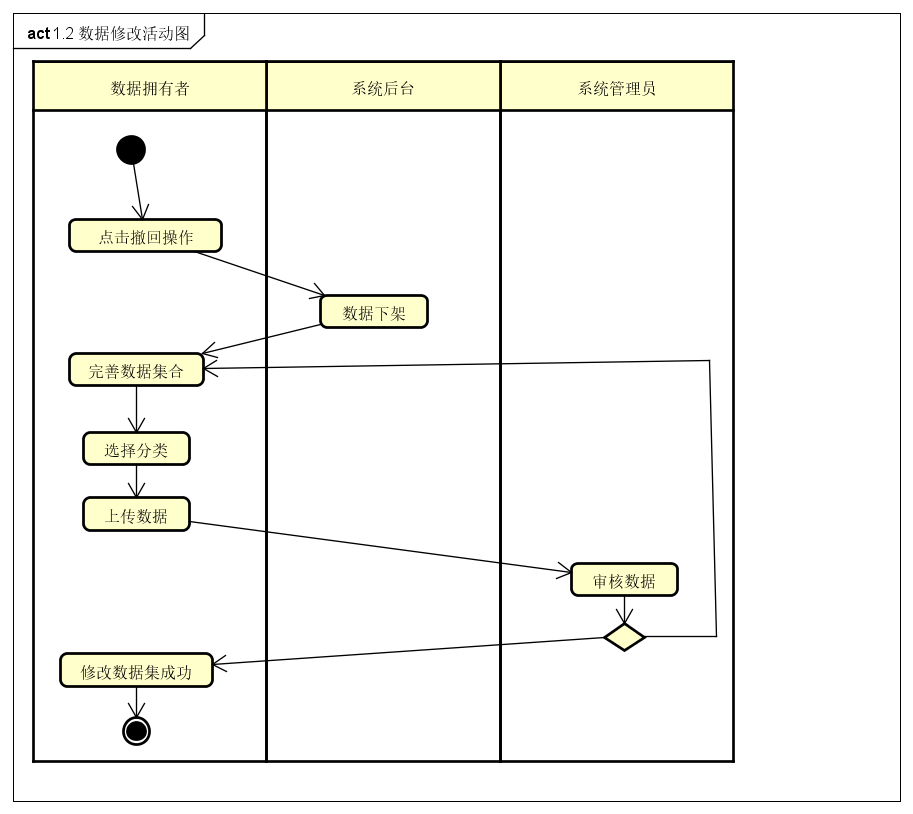 act 1.2 数据修改活动图
数据拥有者
系统后台
系统管理员
点击撤回操作
数据下架
完善数据集合
选择分类
上传数据
审核数据
修改数据集成功